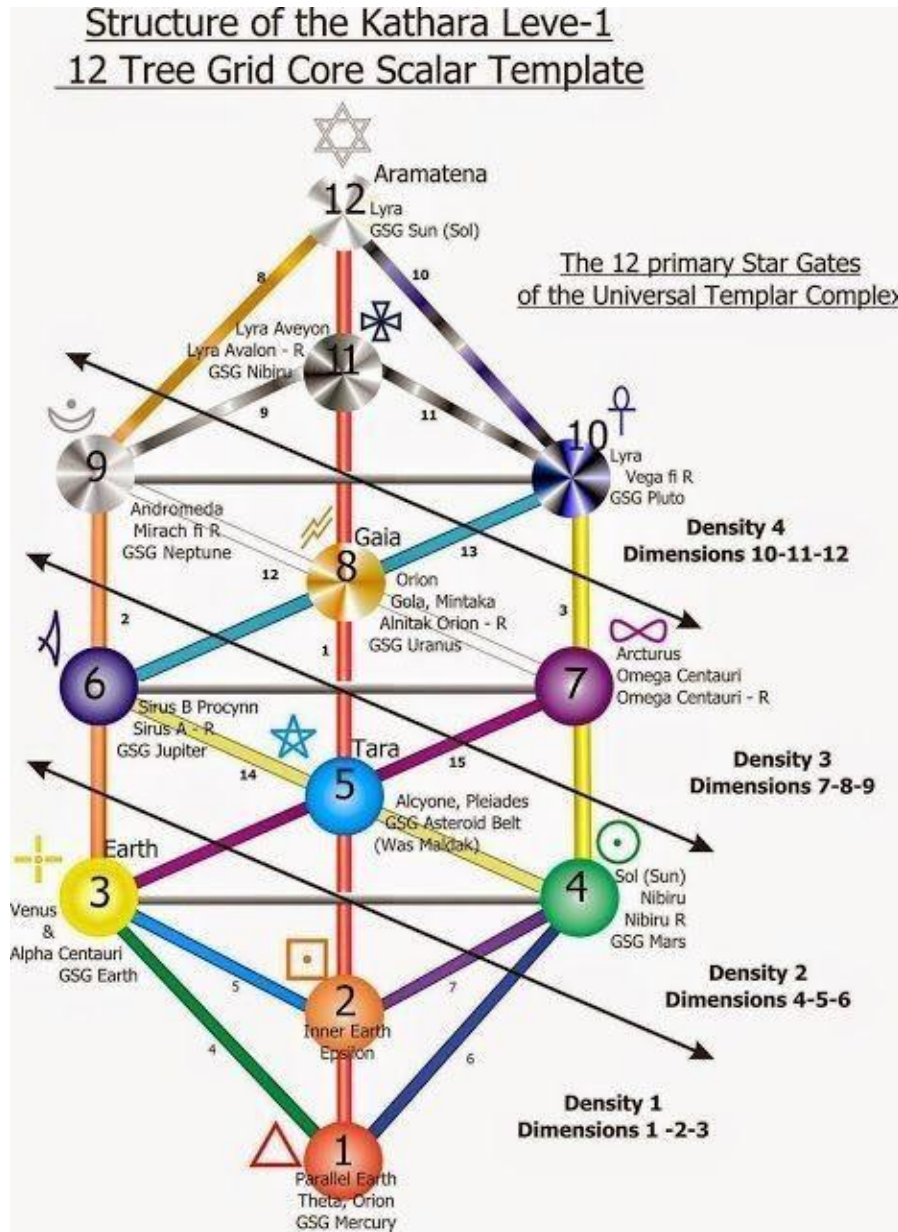 Structure of the Kathara Leve-1
12 Tree Grid Core Scalar Template
Aramatena
12
Lyra
GSG Sun (Sol)
8
10
The 12 primary Star Gates
of the Universal Templar Complex
Lyra Aveyon
Lyra Avalon - R
GSG Nibiru
11
9
11
9
10
Lyra
Vega fi R
GSG Pluto
Andromeda
Mirach fi R
GSG Neptune
Density 4
Dimensions 10-11-12
Gaia
8
12
13
Orion
Gola, Mintaka
Alnitak Orion - R
GSG Uranus
2
1
3
6
7
Arcturus
Omega Centauri
Omega Centauri - R
Sirus B Procynn
Sirus A - R
GSG Jupiter
14
15
Density 3
Dimensions 7-8-9
Tara
5
Alcyone, Pleiades
GSG Asteroid Belt
(Was Maldak)
Earth
3
4
Venus
&
Alpha Centauri
GSG Earth
Sol (Sun)
Nibiru
Nibiru R
GSG Mars
5
7
Density 2
Dimensions 4-5-6
2
Inner Earth
Epsilon
4
6
Density 1
Dimensions 1 -2-3
1
Parallel Earth
Theta, Orion
GSG Mercury